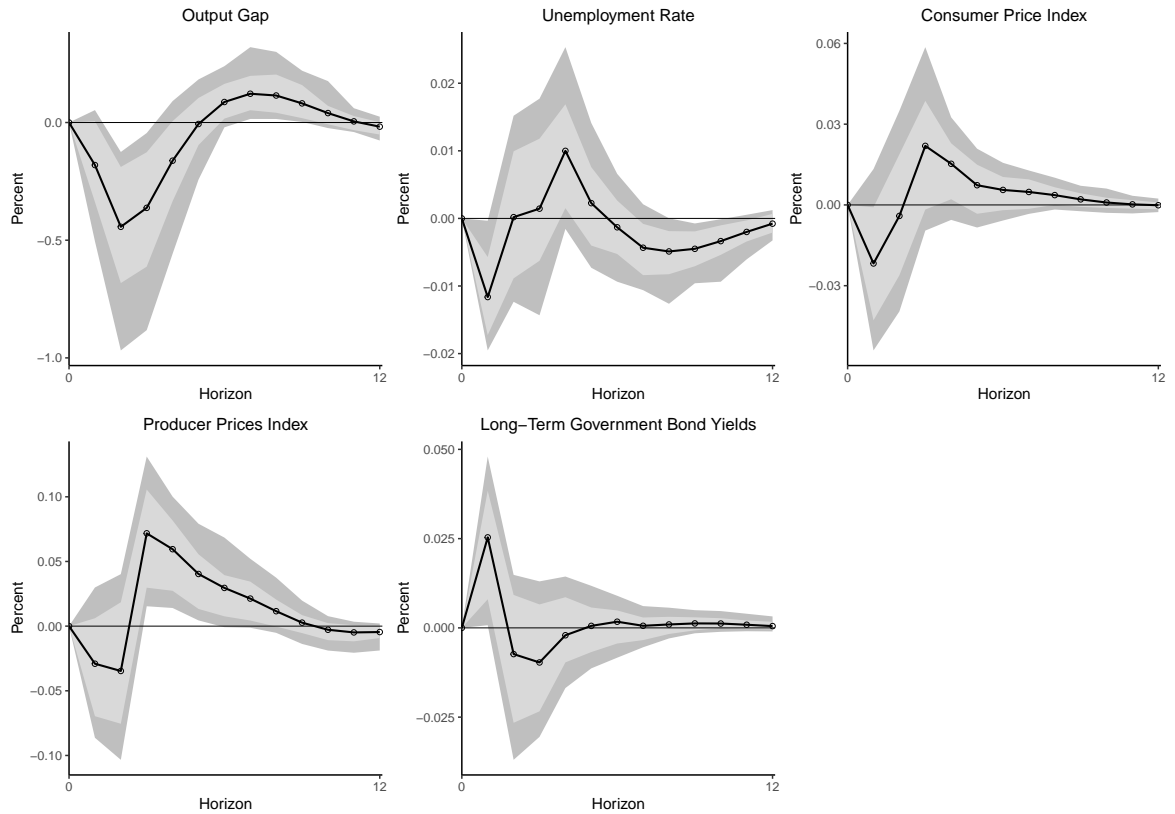 Output Gap
Percent
0.0
−0.5
−1.0
0
12
Horizon
Unemployment Rate
Percent
0.02
0.01
0.00
−0.01
−0.02
0
12
Horizon
Consumer Price Index
Percent
0.06
0.03
0.00
−0.03
0
12
Horizon
Producer Prices Index
Percent
0.10
0.05
0.00
−0.05
−0.10
0
12
Horizon
Long−Term Government Bond Yields
Percent
0.050
0.025
0.000
−0.025
0
12
Horizon